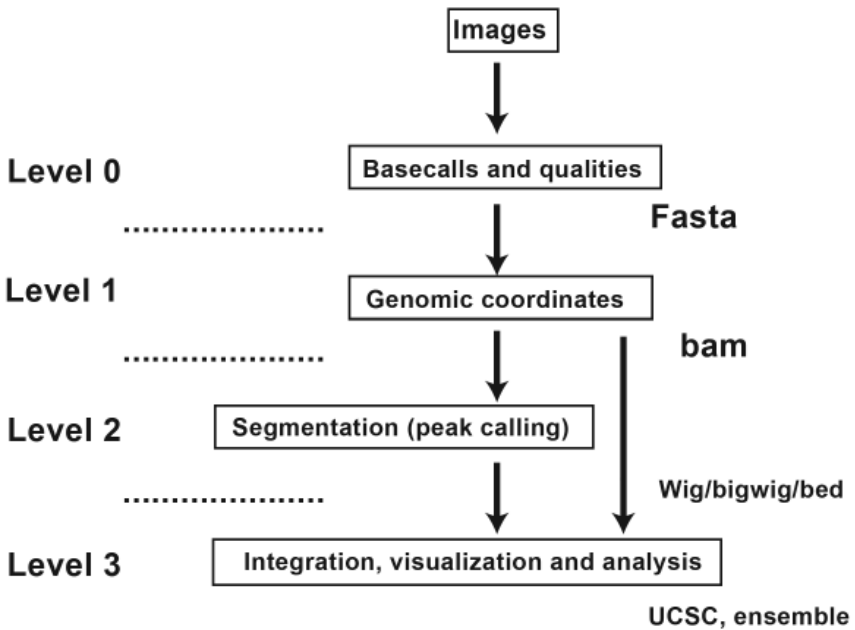 Images
Level 0
Basecalls and qualities
Fasta
Level 1
Genomic coordinates
bam
Level 2
Segmentation (peak calling)
Wig/bigwig/bed
Level 3
Integration, visualization and analysis
UCSC, ensemble